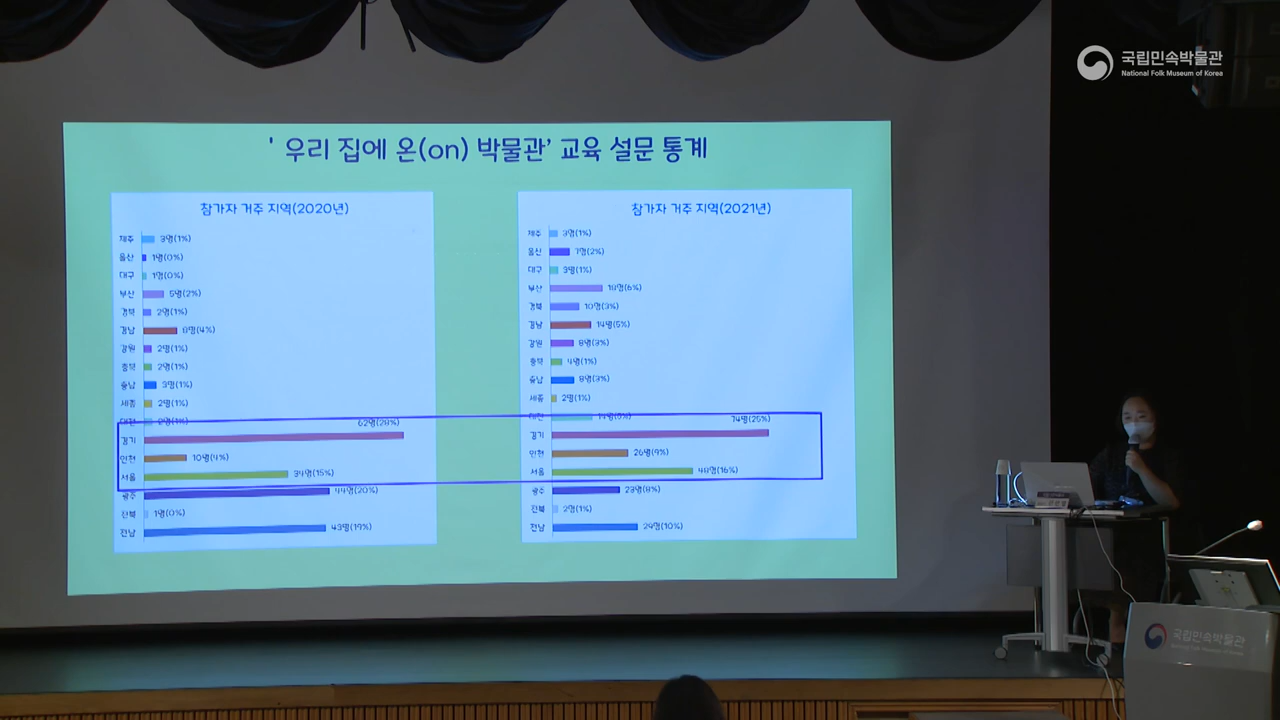 국립민속박물관
National Folk Museum of Korea
' 우리 집에 온(on) 박물관' 교육 설문 통계
참가자 거주 지역(2020년)
제주 3명(1%)
울산 1명(0%)
대구 1명(0%)
부산 5명(2%)
경북 2명(1%)
경남 8명(4%)
강원 2명(1%)
충북 2명(1%)
충남 3명(1%)
세종 2명(1%)
대전 2명(1%)
경기 62명(28%)
인천 10명(4%)
서울 34명(15%)
광주 44명(20%)
전북 1명(0%)
전남 43명(19%)
참가자 거주 지역(2021년)
제주 3명(1%)
울산 7명(2%)
대구 3명(1%)
부산 18명(6%)
경북 10명(3%)
경남 14명(5%)
강원 8명(3%)
충북 4명(1%)
충남 8명(3%)
세종 2명(1%)
대전 14명(5%)
경기 74명(25%)
인천 26명(9%)
서울 48명(16%)
광주 23명(8%)
전북 2명(1%)
전남 29명(10%)
국립민속박물관